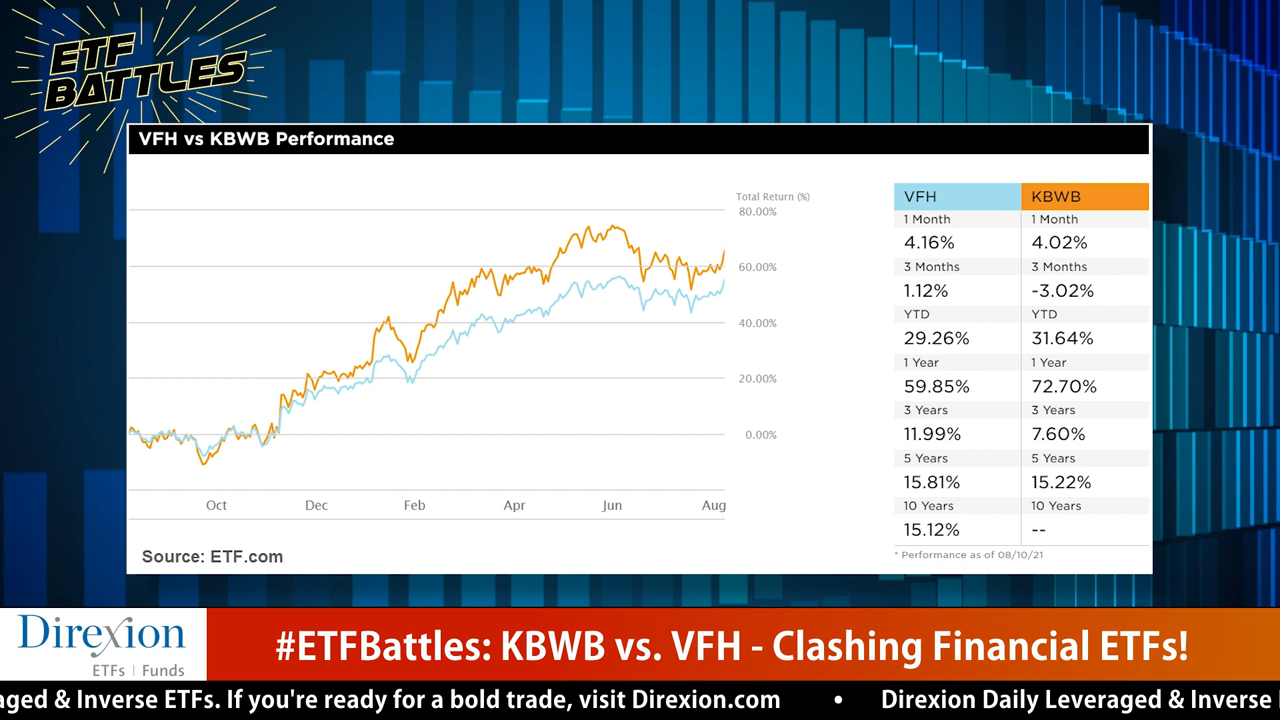 ETF
BATTLES
VFH vs KBWB Performance
Total Return (%)
80.00%
60.00%
40.00%
20.00%
0.00%
Oct Dec Feb Apr Jun Aug
Source: ETF.com
VFH KBWB
1 Month 1 Month
4.16% 4.02%
3 Months 3 Months
1.12% -3.02%
YTD YTD
29.26% 31.64%
1 Year 1 Year
59.85% 72.70%
3 Years 3 Years
11.99% 7.60%
5 Years 5 Years
15.81% 15.22%
10 Years 10 Years
15.12% --
* Performance as of 08/10/21
Direxion
ETFs | Funds
#ETFBattles: KBWB vs. VFH - Clashing Financial ETFs!
aged & Inverse ETFs. If you're ready for a bold trade, visit Direxion.com • Direxion Daily Leveraged & Inverse